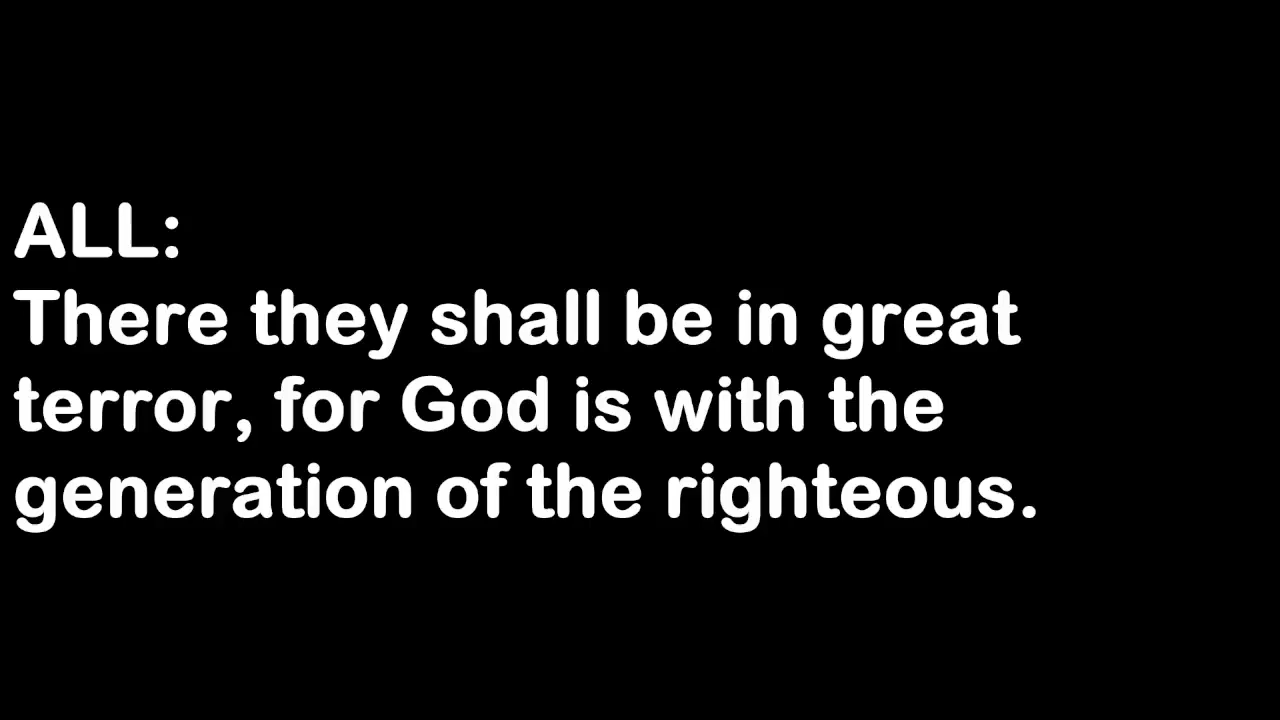 ALL:
There they shall be in great
terror, for God is with the
generation of the righteous.